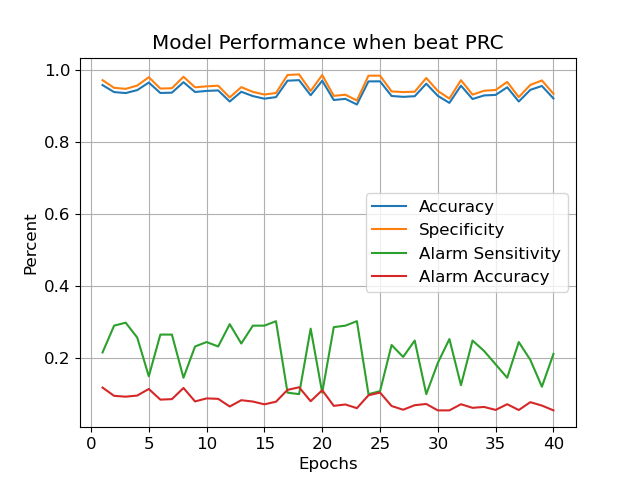 Model Performance when beat PRC
1.0
0.8
0.6
0.4
0.2
Percent
Accuracy
Specificity
Alarm Sensitivity
Alarm Accuracy
0 5 10 15 20 25 30 35 40
Epochs